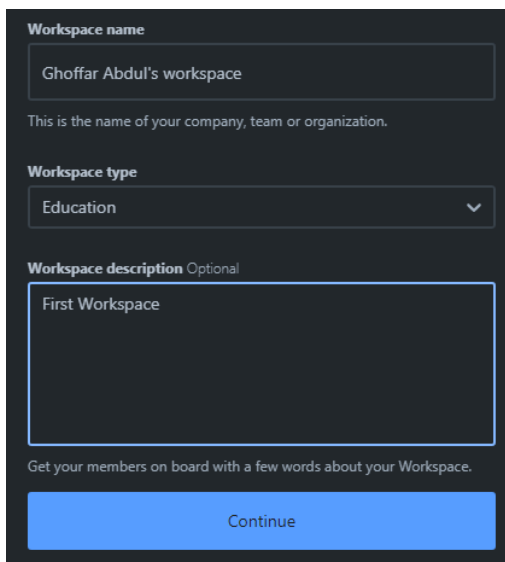 Workspace name
Ghoffar Abdul's workspace
This is the name of your company, team or organization.
Workspace type
Education
Workspace description Optional
First Workspace
Get your members on board with a few words about your Workspace.
Continue